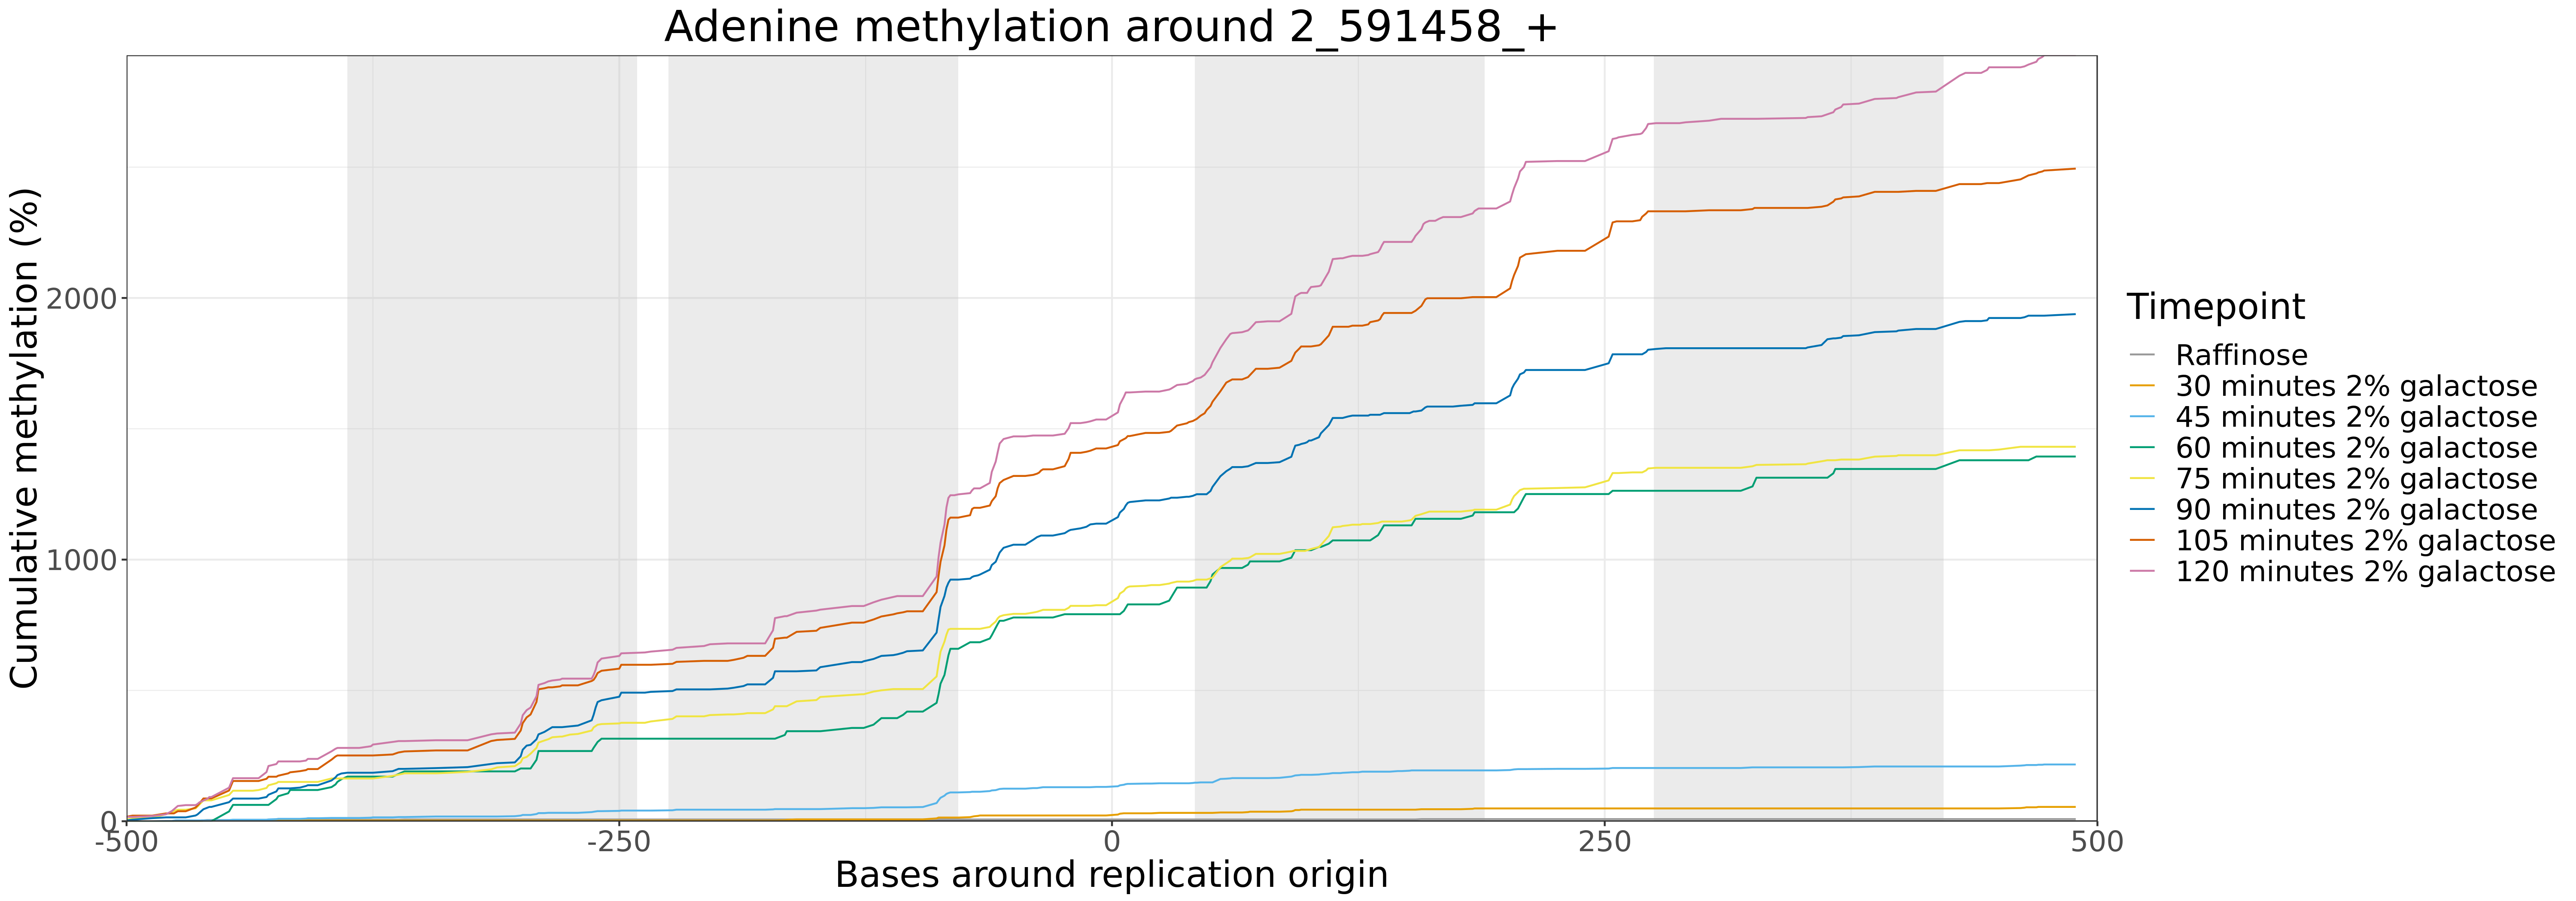 Adenine methylation around 2_591458_+
Cumulative methylation (%)
2000
1000
0
-500
-250
0
250
500
Bases around replication origin
Timepoint
Raffinose
30 minutes 2% galactose
45 minutes 2% galactose
60 minutes 2% galactose
75 minutes 2% galactose
90 minutes 2% galactose
105 minutes 2% galactose
120 minutes 2% galactose